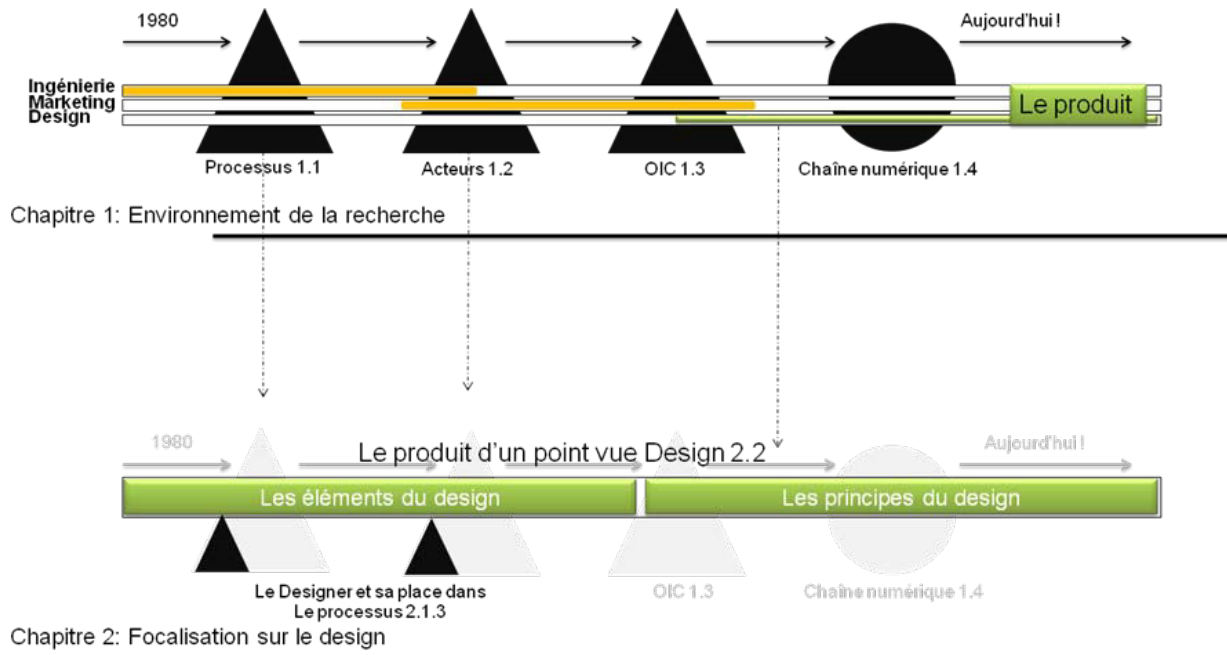 1980
Aujourd'hui !
Ingénierie
Marketing
Design
Le produit
Processus 1.1
Acteurs 1.2
OIC 1.3
Chaîne numérique 1.4
Chapitre 1: Environnement de la recherche
1980
Aujourd'hui !
Le produit d'un point vue Design 2.2
Les éléments du design
Les principes du design
Le Designer et sa place dans
Le processus 2.1.3
OIC 1.3
Chaîne numérique 1.4
Chapitre 2: Focalisation sur le design